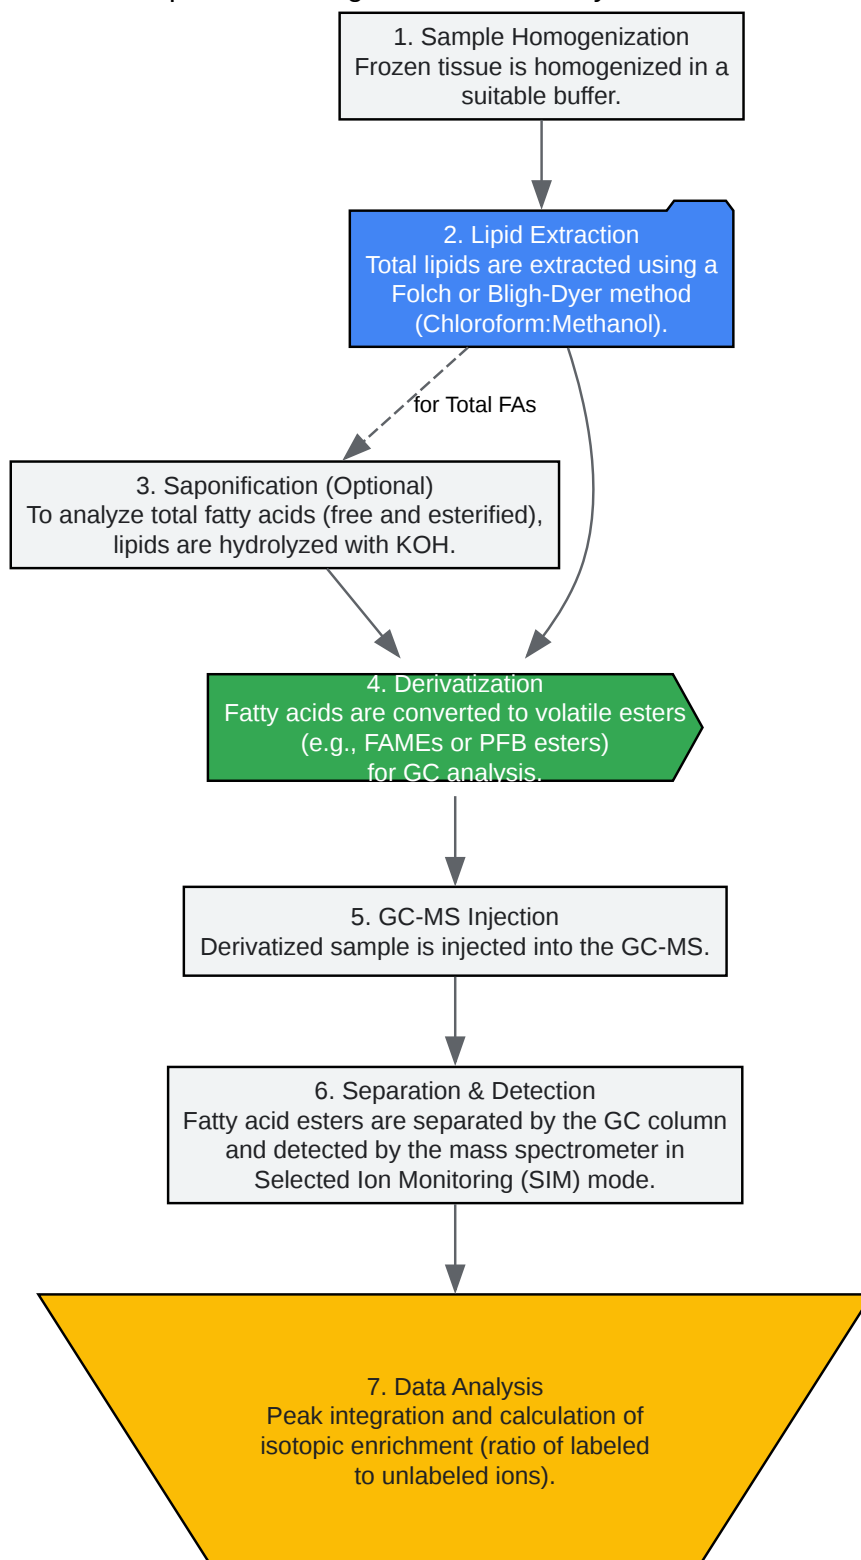 1. Sample Homogenization
Frozen tissue is homogenized in a
suitable buffer.
2. Lipid Extraction
Total lipids are extracted using a
Folch or Bligh-Dyer method
(Chloroform:Methanol).
for Total FAs
3. Saponification (Optional)
To analyze total fatty acids (free and esterified),
lipids are hydrolyzed with KOH.
4. Derivatization
Fatty acids are converted to volatile esters
(e.g., FAMEs or PFB esters)
for GC analysis.
5. GC-MS Injection
Derivatized sample is injected into the GC-MS.
6. Separation & Detection
Fatty acid esters are separated by the GC column
and detected by the mass spectrometer in
Selected Ion Monitoring (SIM) mode.
7. Data Analysis
Peak integration and calculation of
isotopic enrichment (ratio of labeled
to unlabeled ions).